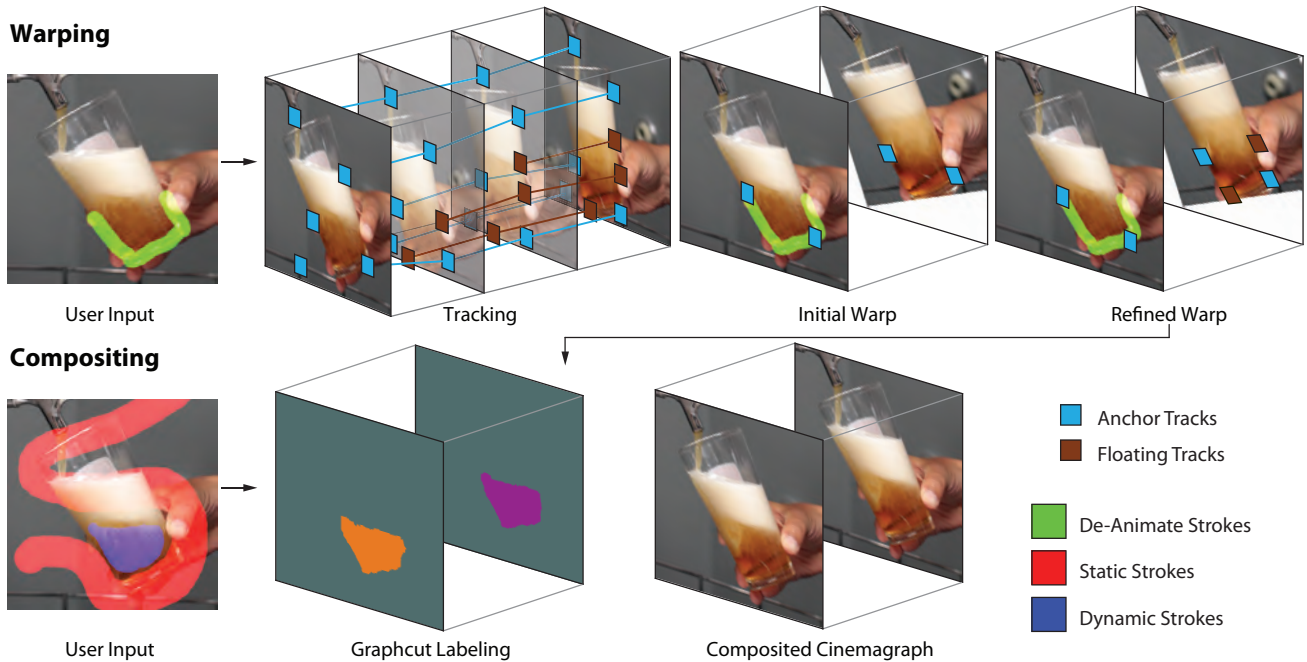 Warping
User Input
Tracking
Initial Warp
Refined Warp
Compositing
User Input
Graphcut Labeling
Composited Cinemagraph
Anchor Tracks
Floating Tracks
De-Animate Strokes
Static Strokes
Dynamic Strokes